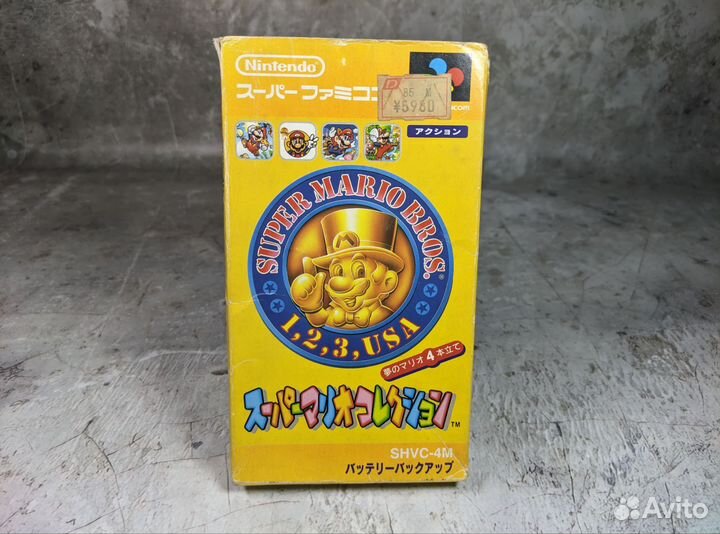 Nintendo
スーパーファミコ
85 M
¥5980
com
アクション
SUPER MARIO BROS.
1, 2, 3, USA
夢のマリオ4本立て
スーパーマリオコレクション TM
SHVC-4M
バッテリーバックアップ
Avito